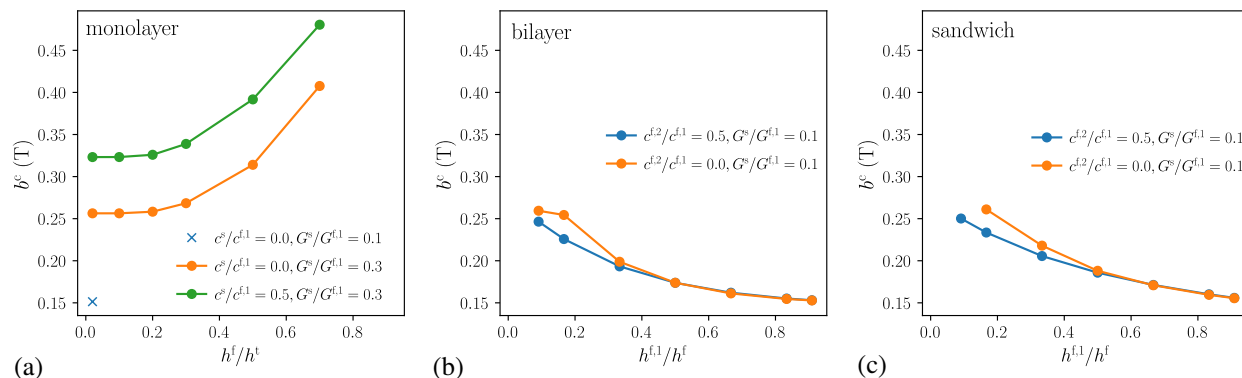 monolayer
0.45
0.40
0.35
0.30
0.25
0.20
0.15
b^c (T)
c^s/c^{f,1} = 0.0, G^s/G^{f,1} = 0.1
c^s/c^{f,1} = 0.0, G^s/G^{f,1} = 0.3
c^s/c^{f,1} = 0.5, G^s/G^{f,1} = 0.3
0.0 0.2 0.4 0.6 0.8
h^f/h^t
(a)
bilayer
0.45
0.40
0.35
0.30
0.25
0.20
0.15
b^c (T)
c^{f,2}/c^{f,1} = 0.5, G^s/G^{f,1} = 0.1
c^{f,2}/c^{f,1} = 0.0, G^s/G^{f,1} = 0.1
0.0 0.2 0.4 0.6 0.8
h^{f,1}/h^f
(b)
sandwich
0.45
0.40
0.35
0.30
0.25
0.20
0.15
b^c (T)
c^{f,2}/c^{f,1} = 0.5, G^s/G^{f,1} = 0.1
c^{f,2}/c^{f,1} = 0.0, G^s/G^{f,1} = 0.1
0.0 0.2 0.4 0.6 0.8
h^{f,1}/h^f
(c)